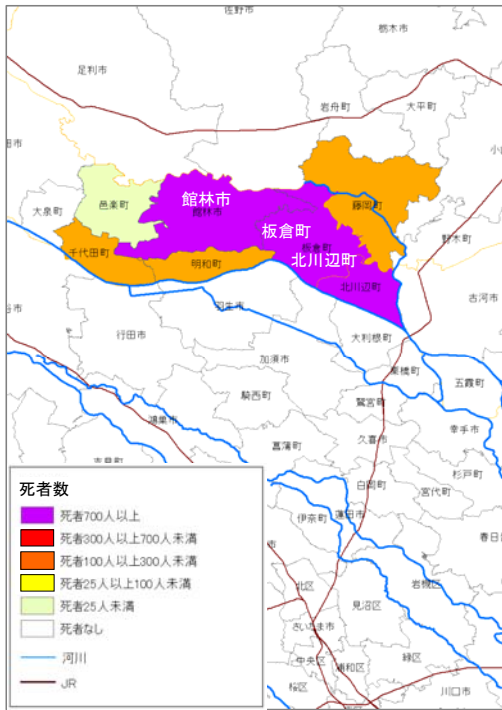 佐野市
栃木市
足利市
岩舟町
大平町
館林市
館林市
邑楽町
大泉町
藤岡町
板倉町
板倉町
野木町
千代田町
明和町
北川辺町
北川辺町
古河市
羽生市
行田市
大利根町
加須市
栗橋町
五霞町
騎西町
鷲宮町
鴻巣市
幸手市
菖蒲町
久喜市
杉戸町
白岡町
宮代町
伊奈町
蓮田市
春日
北区
岩槻区
見沼区
さいたま市
中央区
浦和区
緑区
桜区
川口市
死者数
死者700人以上
死者300人以上700人未満
死者100人以上300人未満
死者25人以上100人未満
死者25人未満
死者なし
河川
JR